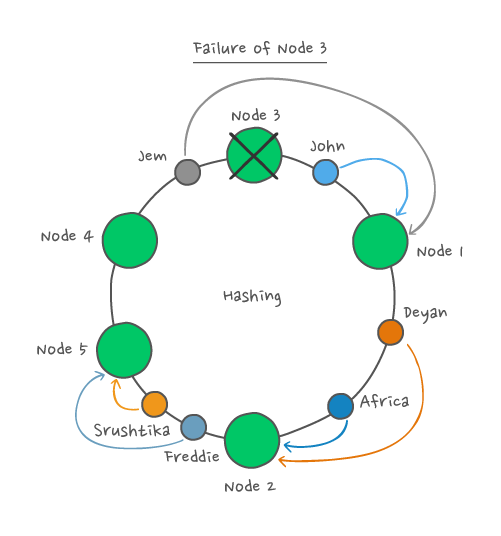 Failure of Node 3
Node 3
John
Jem
Node 4
Node 1
Hashing
Deyan
Node 5
Africa
Srushtika
Freddie
Node 2